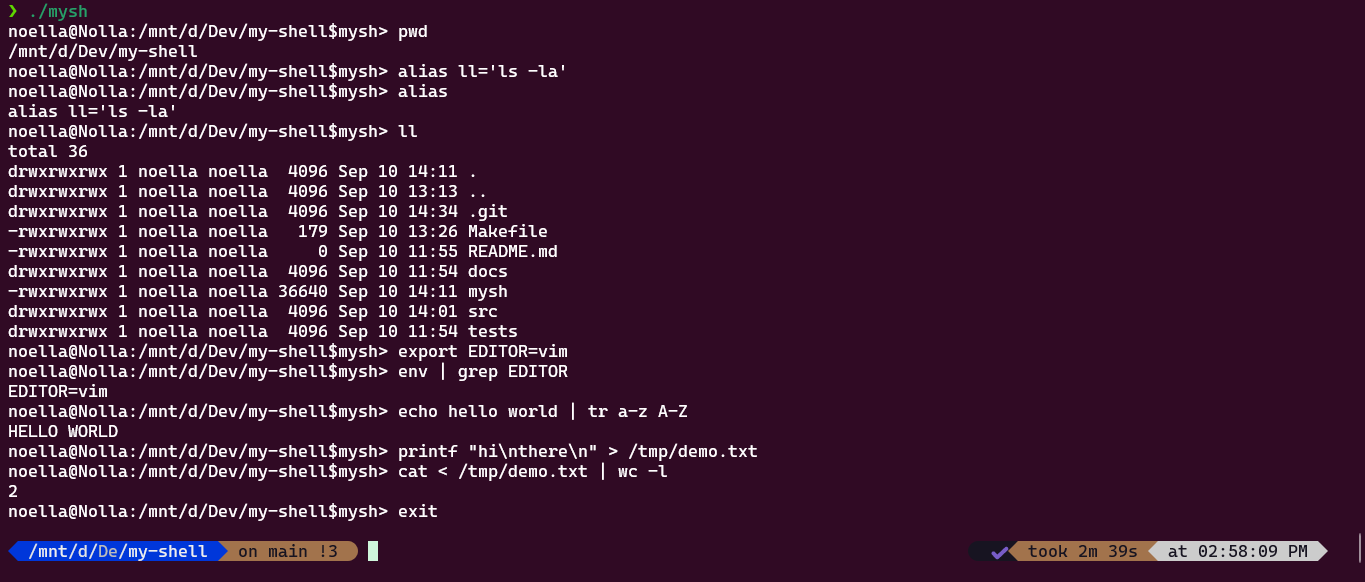 ❯ ./mysh
noella@Nolla:/mnt/d/Dev/my-shell$mysh> pwd
/mnt/d/Dev/my-shell
noella@Nolla:/mnt/d/Dev/my-shell$mysh> alias ll='ls -la'
noella@Nolla:/mnt/d/Dev/my-shell$mysh> alias
alias ll='ls -la'
noella@Nolla:/mnt/d/Dev/my-shell$mysh> ll
total 36
drwxrwxrwx 1 noella noella  4096 Sep 10 14:11 .
drwxrwxrwx 1 noella noella  4096 Sep 10 13:13 ..
drwxrwxrwx 1 noella noella  4096 Sep 10 14:34 .git
-rwxrwxrwx 1 noella noella   179 Sep 10 13:26 Makefile
-rwxrwxrwx 1 noella noella     0 Sep 10 11:55 README.md
drwxrwxrwx 1 noella noella  4096 Sep 10 11:54 docs
-rwxrwxrwx 1 noella noella 36640 Sep 10 14:11 mysh
drwxrwxrwx 1 noella noella  4096 Sep 10 14:01 src
drwxrwxrwx 1 noella noella  4096 Sep 10 11:54 tests
noella@Nolla:/mnt/d/Dev/my-shell$mysh> export EDITOR=vim
noella@Nolla:/mnt/d/Dev/my-shell$mysh> env | grep EDITOR
EDITOR=vim
noella@Nolla:/mnt/d/Dev/my-shell$mysh> echo hello world | tr a-z A-Z
HELLO WORLD
noella@Nolla:/mnt/d/Dev/my-shell$mysh> printf "hi\nthere\n" > /tmp/demo.txt
noella@Nolla:/mnt/d/Dev/my-shell$mysh> cat < /tmp/demo.txt | wc -l
2
noella@Nolla:/mnt/d/Dev/my-shell$mysh> exit
/mnt/d/De/my-shell on main !3 ✔ took 2m 39s at 02:58:09 PM